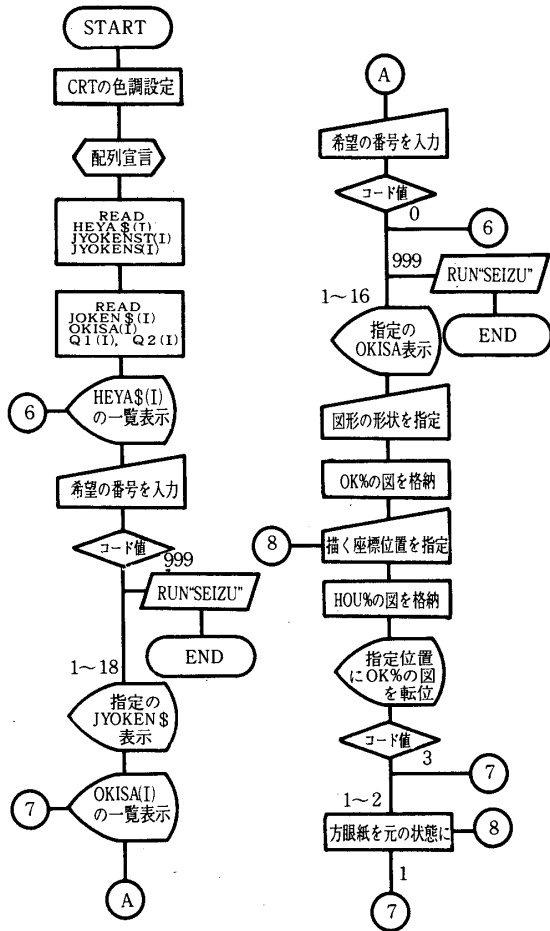 START
CRTの色調設定
配列宣言
READ
HEYA$(I)
JYOKENST(I)
JYOKENS(I)
READ
JOKEN$(I)
OKISA(I)
Q1(I), Q2(I)
6
HEYA$(I)
の一覧表示
希望の番号を入力
コード値
999
RUN“SEIZU”
END
1～18
指定の
JYOKEN$
表示
7
OKISA(I)
の一覧表示
A
A
希望の番号を入力
コード値
0
6
999
RUN“SEIZU”
END
1～16
指定の
OKISA表示
図形の形状を指定
OK%の図を格納
8
描く座標位置を指定
HOU%の図を格納
指定位置
にOK%の図
を転位
コード値
3
7
1～2
方眼紙を元の状態に
8
1
7